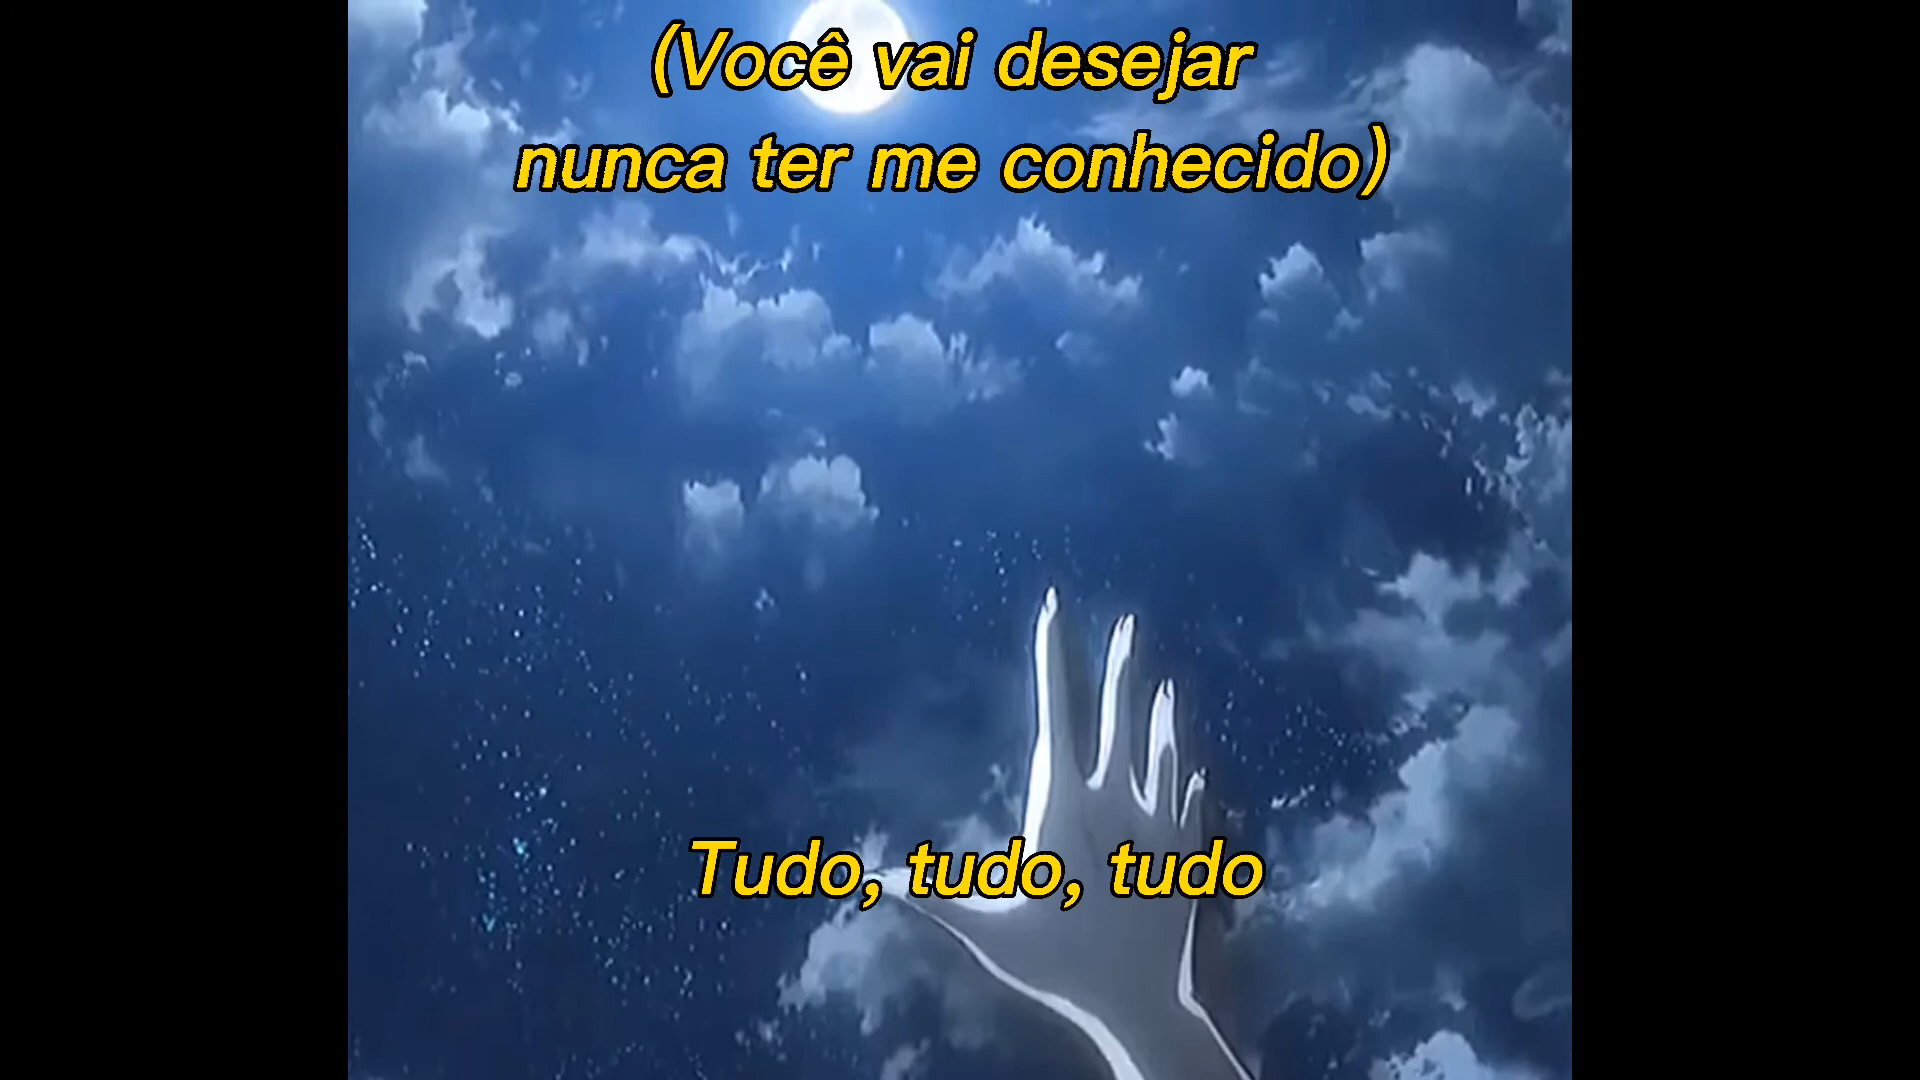 (Você vai desejar
nunca ter me conhecido)
Tudo, tudo, tudo